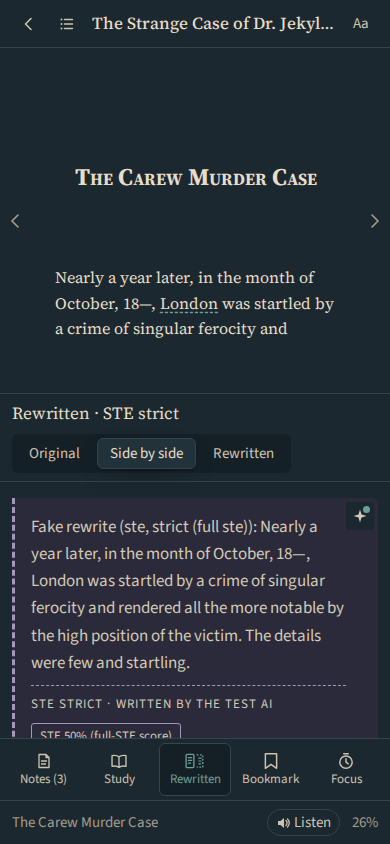 The Strange Case of Dr. Jekyl...
Aa
The Carew Murder Case
Nearly a year later, in the month of
October, 18—, London was startled by
a crime of singular ferocity and
Rewritten · STE strict
Original
Side by side
Rewritten
Fake rewrite (ste, strict (full ste)): Nearly a
year later, in the month of October, 18—,
London was startled by a crime of singular
ferocity and rendered all the more notable by
the high position of the victim. The details
were few and startling.
STE STRICT · WRITTEN BY THE TEST AI
STE 50% (full-STE score)
Notes (3)
Study
Rewritten
Bookmark
Focus
The Carew Murder Case
Listen
26%